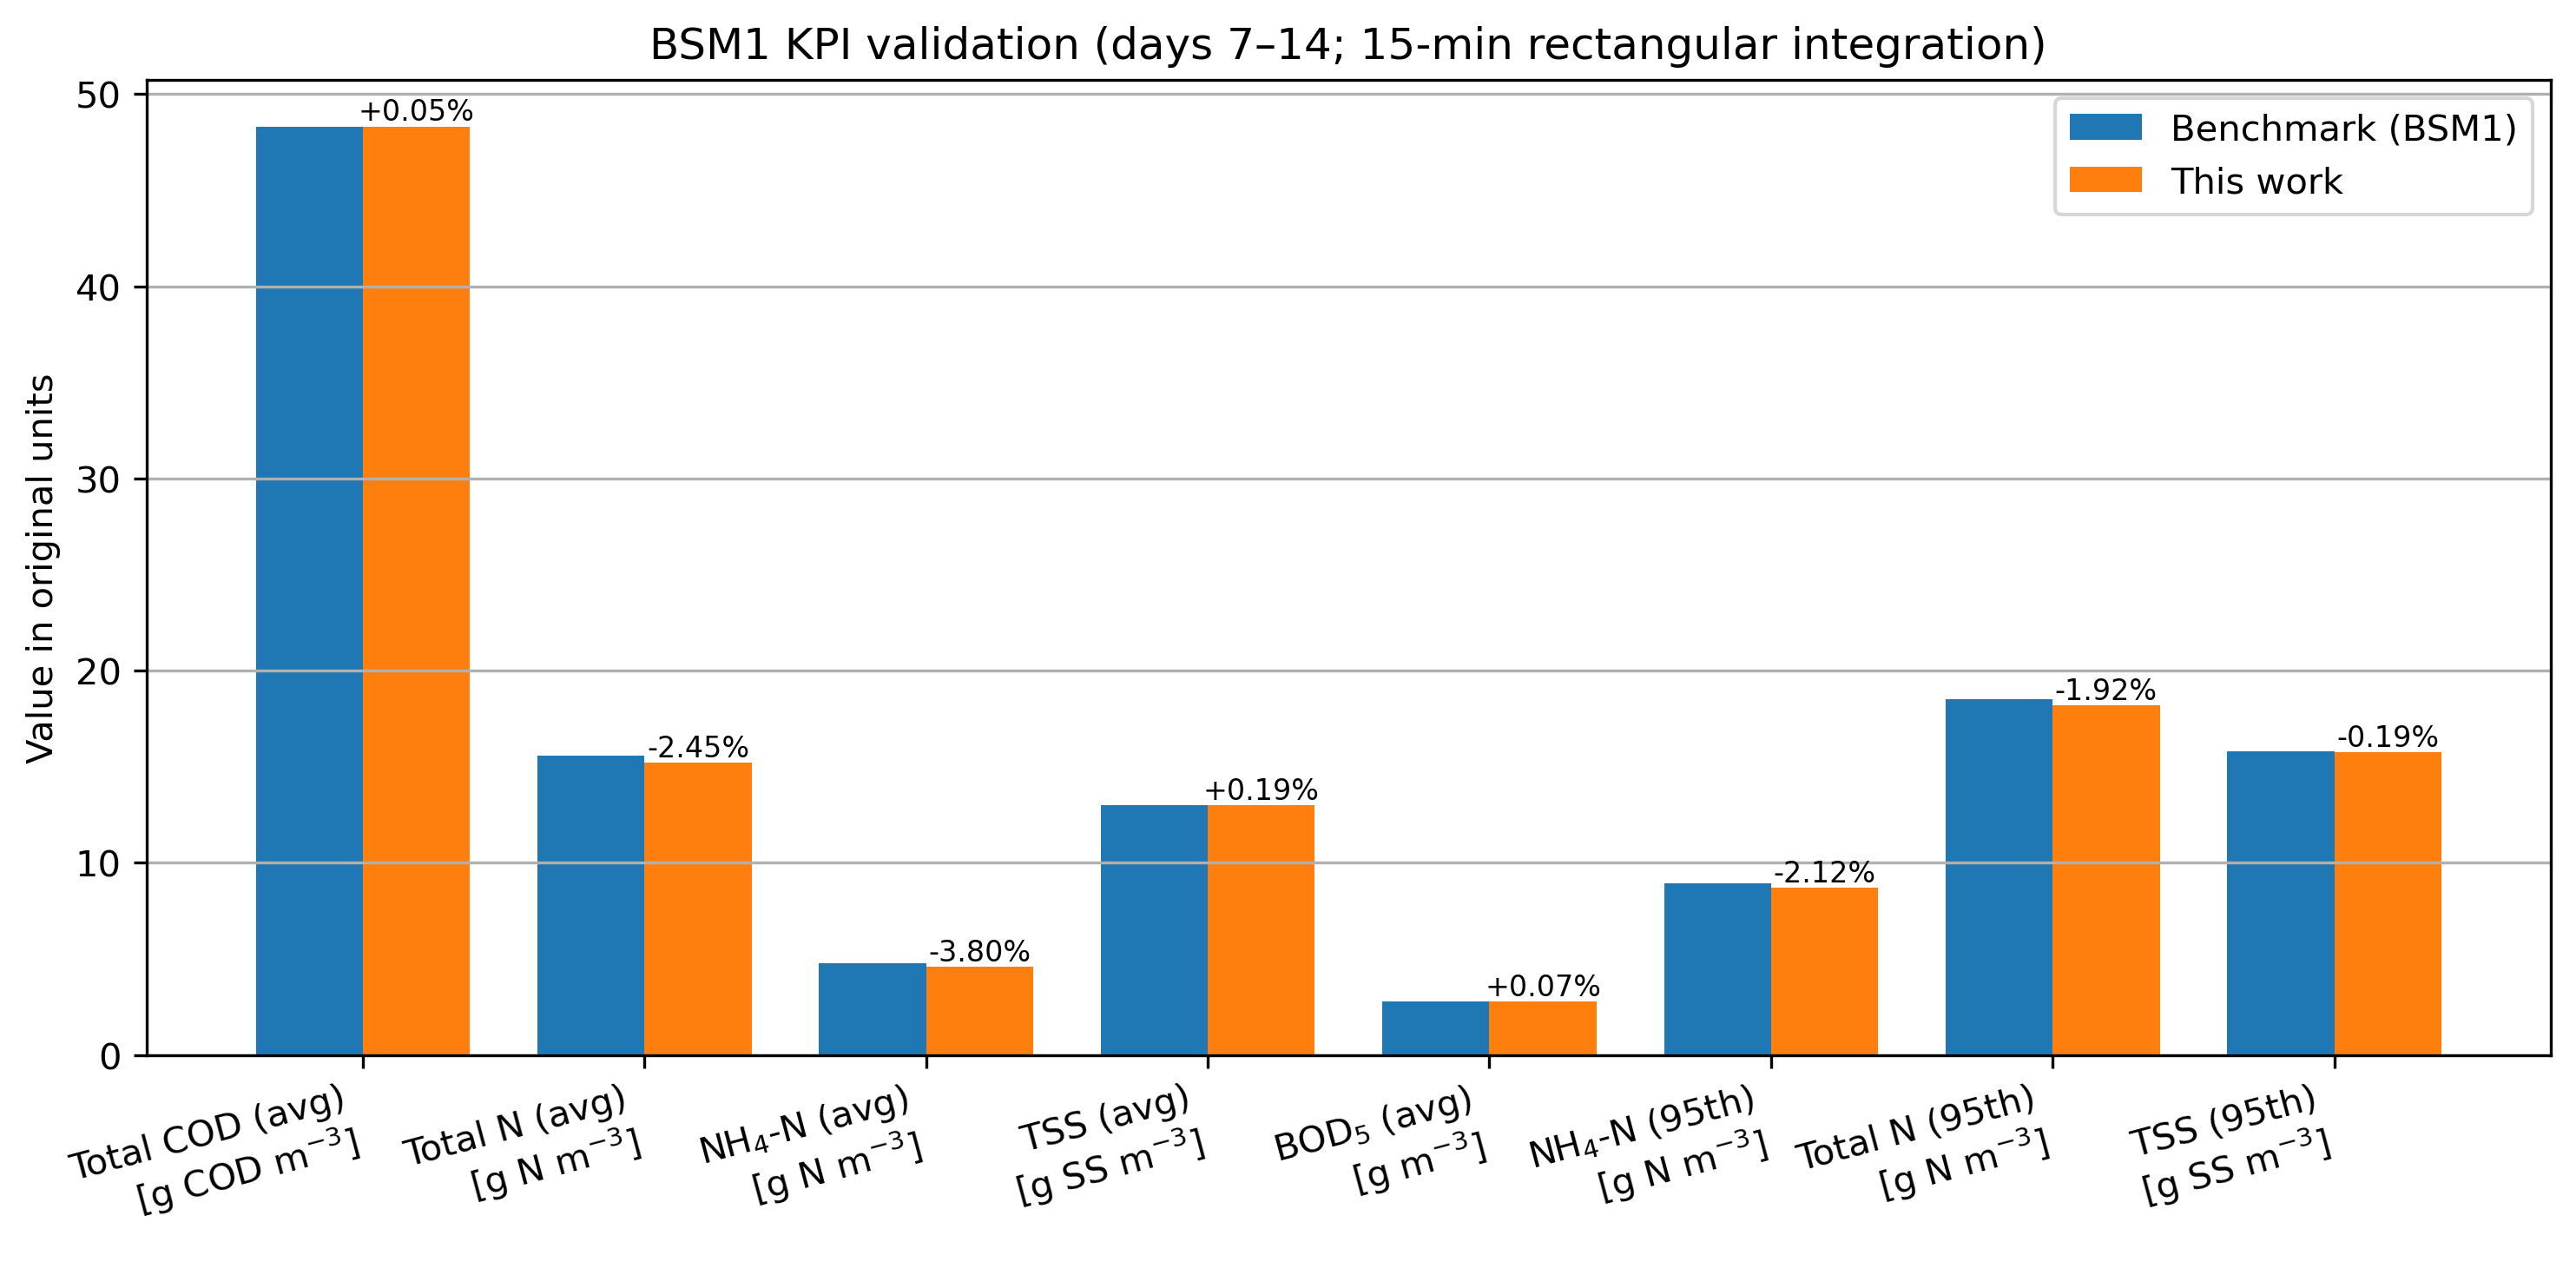 BSM1 KPI validation (days 7–14; 15-min rectangular integration)
Benchmark (BSM1)
This work
Value in original units
50
40
30
20
10
0
+0.05%
-2.45%
-3.80%
+0.19%
+0.07%
-2.12%
-1.92%
-0.19%
Total COD (avg)
[g COD m⁻³]
Total N (avg)
[g N m⁻³]
NH₄-N (avg)
[g N m⁻³]
TSS (avg)
[g SS m⁻³]
BOD₅ (avg)
[g m⁻³]
NH₄-N (95th)
[g N m⁻³]
Total N (95th)
[g N m⁻³]
TSS (95th)
[g SS m⁻³]